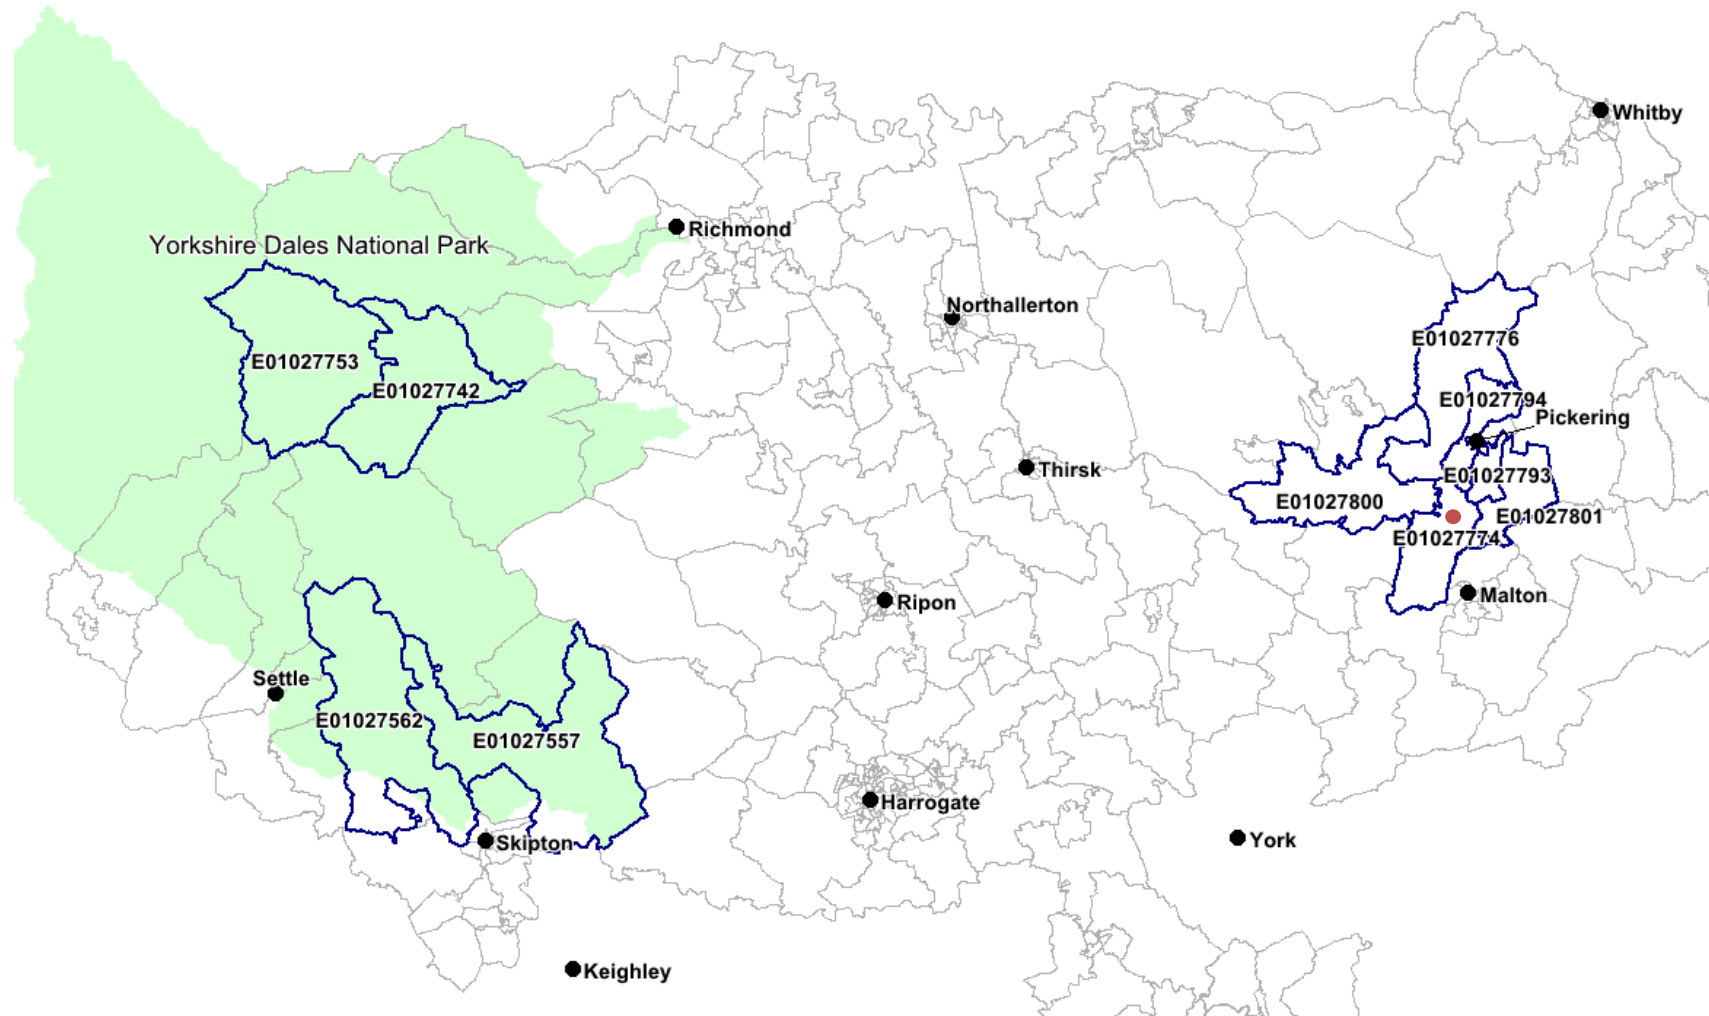 Whitby
Richmond
Yorkshire Dales National Park
Northallerton
E01027776
E01027753
E01027742
E01027794
Pickering
Thirsk
E01027793
E01027800
E01027801
E01027774
Ripon
Malton
Settle
E01027562
E01027557
Harrogate
Skipton
York
Keighley